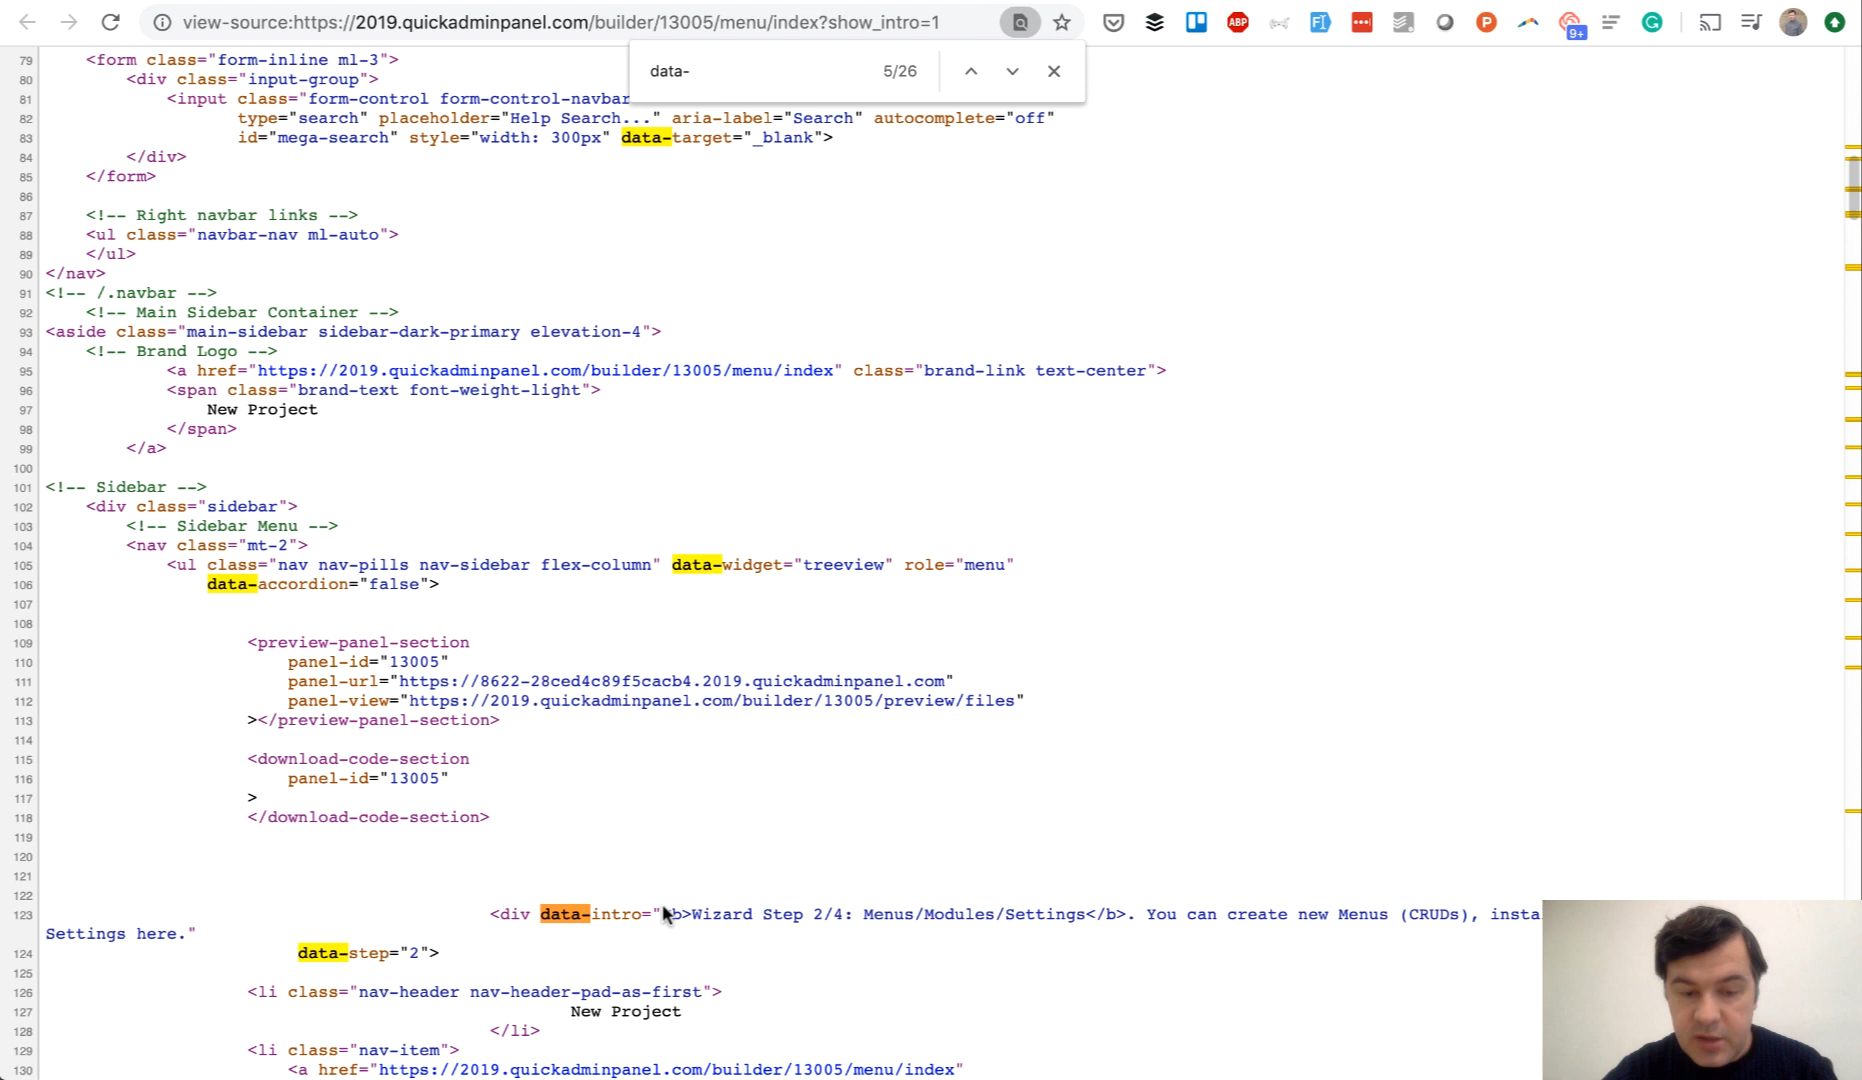 view-source:https://2019.quickadminpanel.com/builder/13005/menu/index?show_intro=1
ABP
9+
data-
5/26
79 <form class="form-inline ml-3">
80 <div class="input-group">
81 <input class="form-control form-control-navbar
82 type="search" placeholder="Help Search..." aria-label="Search" autocomplete="off"
83 id="mega-search" style="width: 300px" data-target="_blank">
84 </div>
85 </form>
86
87 <!-- Right navbar links -->
88 <ul class="navbar-nav ml-auto">
89 </ul>
90 </nav>
91 <!-- /.navbar -->
92 <!-- Main Sidebar Container -->
93 <aside class="main-sidebar sidebar-dark-primary elevation-4">
94 <!-- Brand Logo -->
95 <a href="https://2019.quickadminpanel.com/builder/13005/menu/index" class="brand-link text-center">
96 <span class="brand-text font-weight-light">
97 New Project
98 </span>
99 </a>
100
101 <!-- Sidebar -->
102 <div class="sidebar">
103 <!-- Sidebar Menu -->
104 <nav class="mt-2">
105 <ul class="nav nav-pills nav-sidebar flex-column" data-widget="treeview" role="menu"
106 data-accordion="false">
107
108
109 <preview-panel-section
110 panel-id="13005"
111 panel-url="https://8622-28ced4c89f5cacb4.2019.quickadminpanel.com"
112 panel-view="https://2019.quickadminpanel.com/builder/13005/preview/files"
113 ></preview-panel-section>
114
115 <download-code-section
116 panel-id="13005"
117 >
118 </download-code-section>
119
120
121
122
123 <div data-intro="<b>Wizard Step 2/4: Menus/Modules/Settings</b>. You can create new Menus (CRUDs), insta
Settings here."
124 data-step="2">
125
126 <li class="nav-header nav-header-pad-as-first">
127 New Project
128 </li>
129 <li class="nav-item">
130 <a href="https://2019.quickadminpanel.com/builder/13005/menu/index"